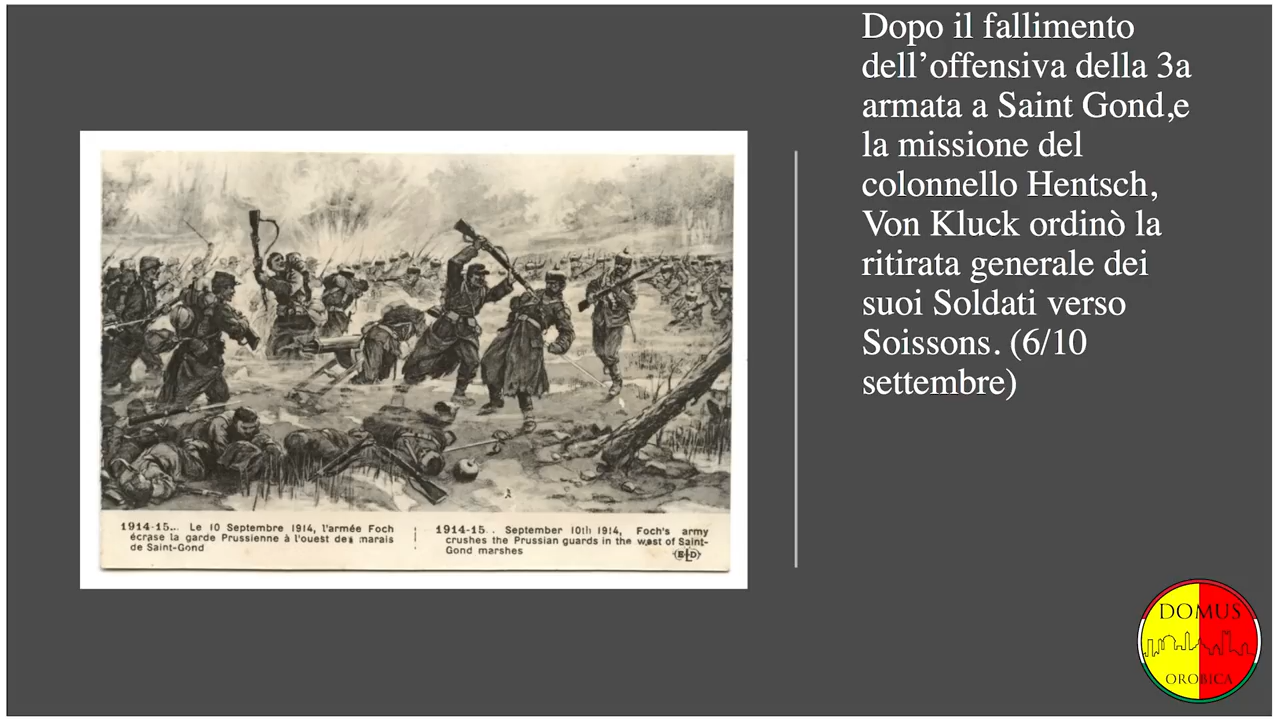 Dopo il fallimento
dell’offensiva della 3a
armata a Saint Gond,e
la missione del
colonnello Hentsch,
Von Kluck ordinò la
ritirata generale dei
suoi Soldati verso
Soissons. (6/10
settembre)
1914-15... Le 10 Septembre 1914, l'armée Foch
écrase la garde Prussienne à l'ouest des marais
de Saint-Gond
1914-15.. September 10th 1914, Foch's army
crushes the Prussian guards in the west of Saint-
Gond marshes
ELD
DOMUS
OROBICA